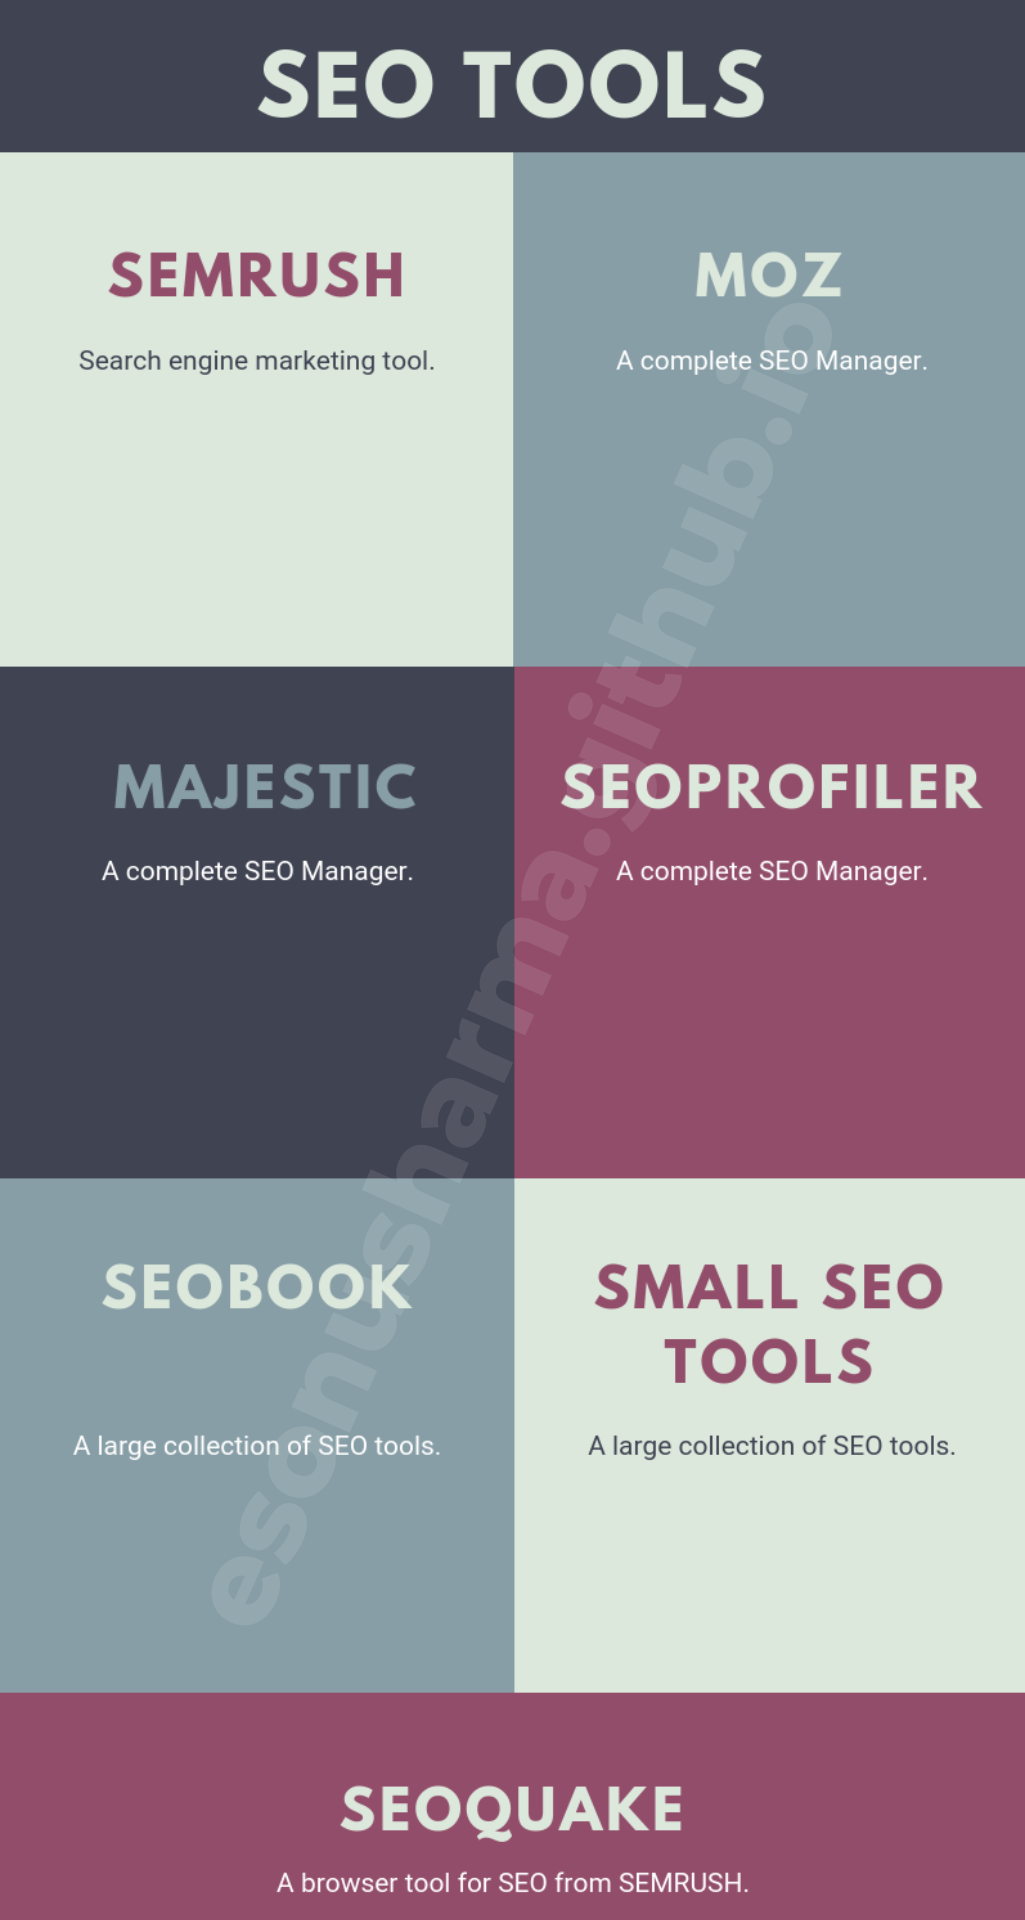 SEO TOOLS
SEMRUSH
Search engine marketing tool.
MOZ
A complete SEO Manager.
MAJESTIC
A complete SEO Manager.
SEOPROFILER
A complete SEO Manager.
SEOBOOK
A large collection of SEO tools.
SMALL SEO
TOOLS
A large collection of SEO tools.
SEOQUAKE
A browser tool for SEO from SEMRUSH.
esonusharma.github.io